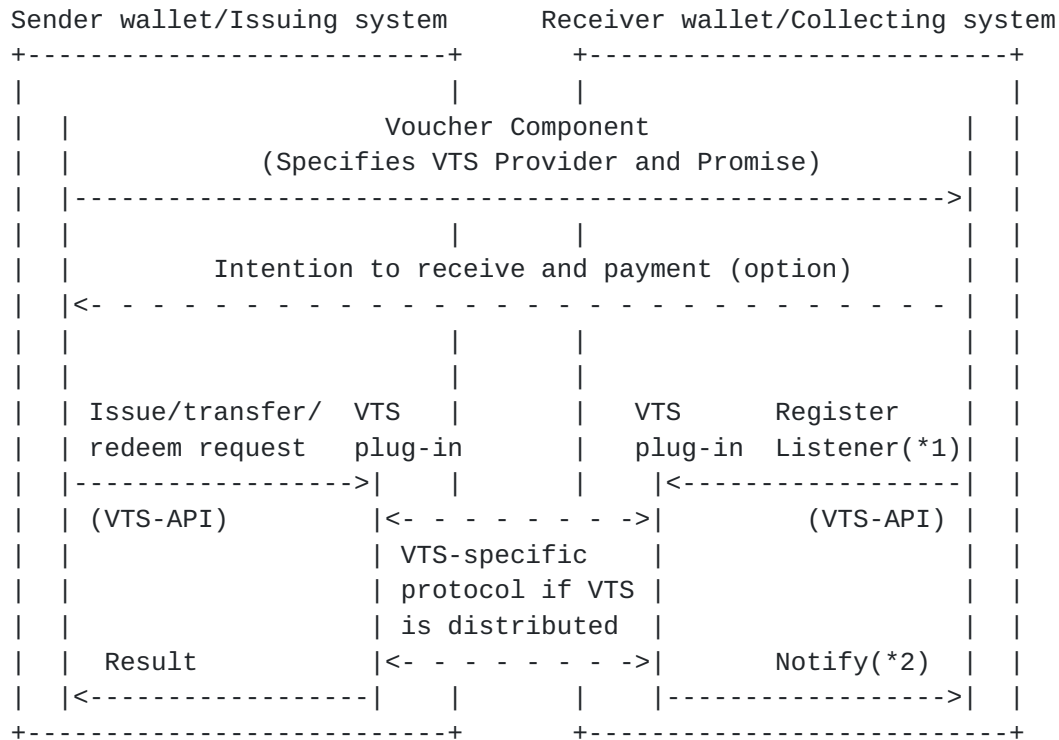 Sender wallet/Issuing system Receiver wallet/Collecting system
Voucher Component
(Specifies VTS Provider and Promise)
Intention to receive and payment (option)
Issue/transfer/ VTS VTS Register
redeem request plug-in plug-in Listener(*1)
(VTS-API) (VTS-API)
VTS-specific
protocol if VTS
is distributed
Result Notify(*2)